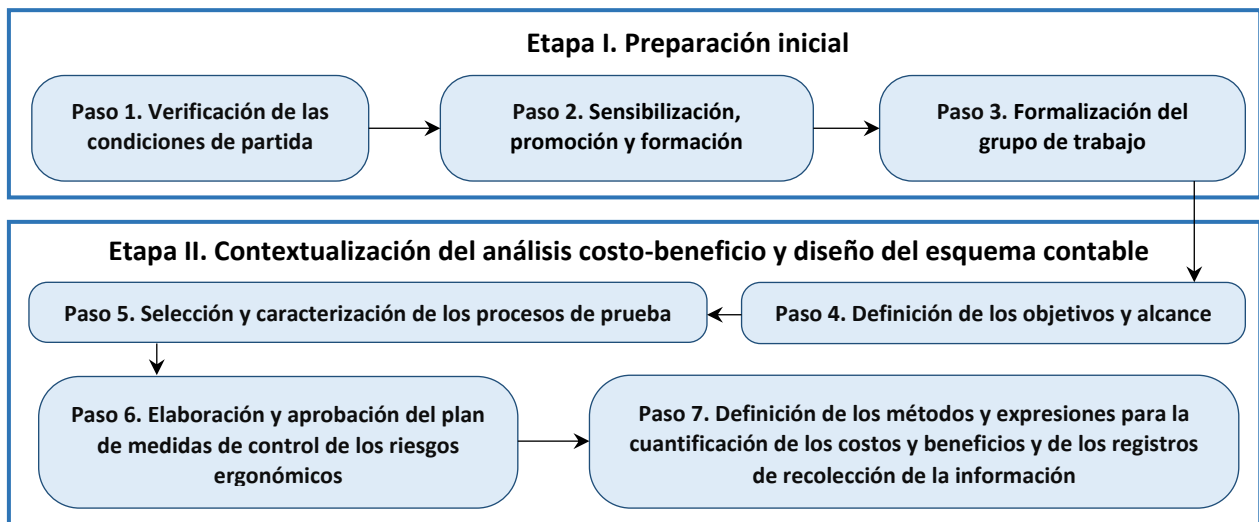 Etapa I. Preparación inicial
Paso 1. Verificación de las
condiciones de partida
Paso 2. Sensibilización,
promoción y formación
Paso 3. Formalización del
grupo de trabajo
Etapa II. Contextualización del análisis costo-beneficio y diseño del esquema contable
Paso 4. Definición de los objetivos y alcance
Paso 5. Selección y caracterización de los procesos de prueba
Paso 6. Elaboración y aprobación del plan
de medidas de control de los riesgos
ergonómicos
Paso 7. Definición de los métodos y expresiones para la
cuantificación de los costos y beneficios y de los registros
de recolección de la información